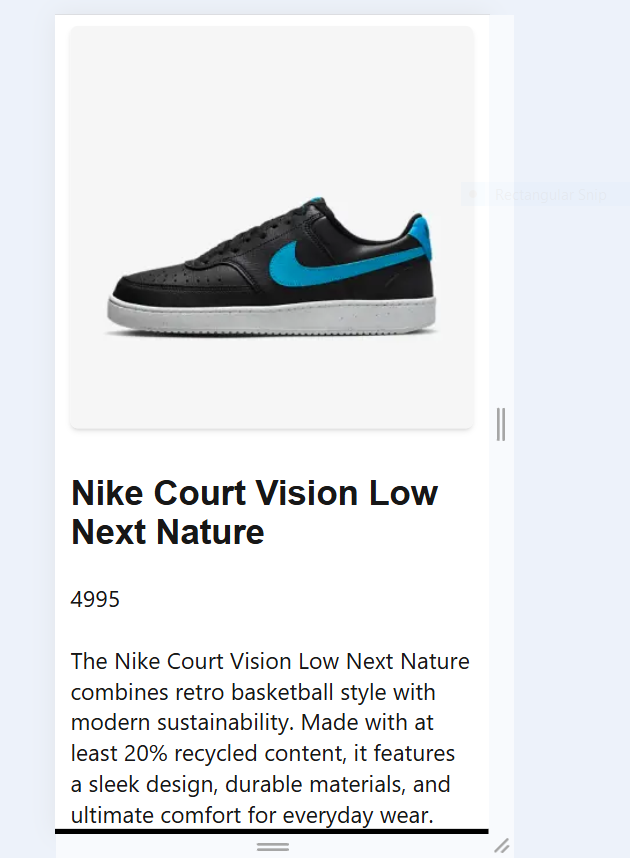 Rectangular Snip
Nike Court Vision Low
Next Nature
4995
The Nike Court Vision Low Next Nature
combines retro basketball style with
modern sustainability. Made with at
least 20% recycled content, it features
a sleek design, durable materials, and
ultimate comfort for everyday wear.